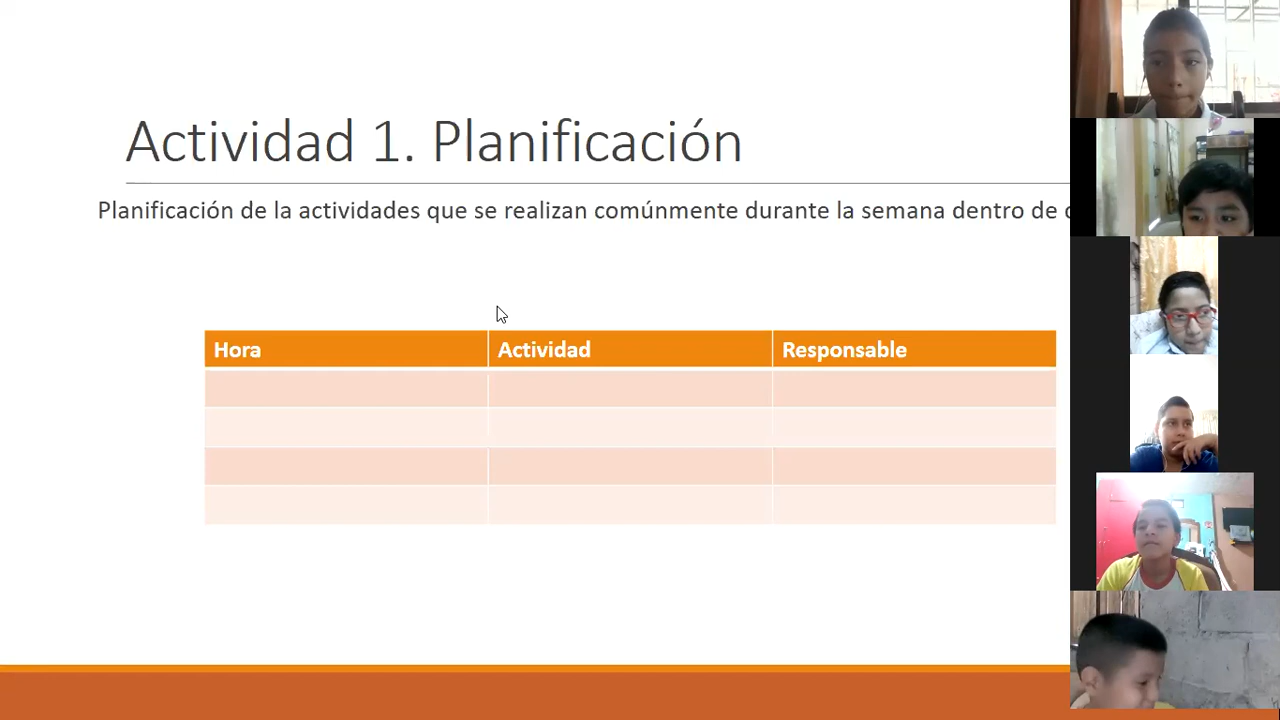 Actividad 1. Planificación
Planificación de la actividades que se realizan comúnmente durante la semana dentro de
Hora Actividad Responsable